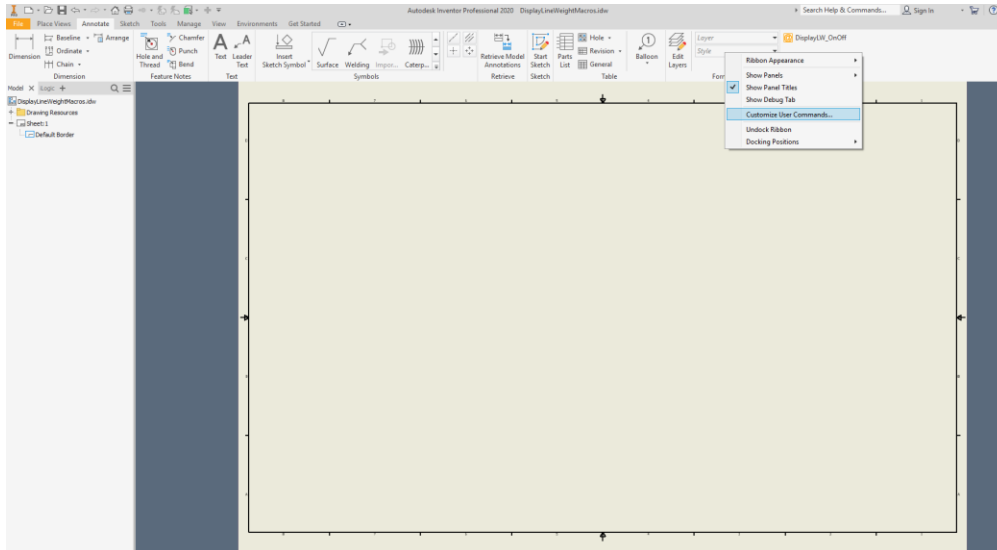 Autodesk Inventor Professional 2020 DisplayLineWeightMacros.idw
Search Help & Commands...
Sign In
File Place Views Annotate Sketch Tools Manage View Environments Get Started
Dimension
Baseline
Ordinate
Chain
Arrange
Dimension
Hole and Thread
Chamfer
Punch
Bend
Feature Notes
Text
Leader Text
Text
Insert Sketch Symbol
Surface
Welding
Impor...
Caterp...
Symbols
Retrieve Model Annotations
Retrieve
Start Sketch
Sketch
Parts List
Hole
Revision
General
Table
Balloon
Edit Layers
Layer
Style
DisplayLW_OnOff
Ribbon Appearance
Show Panels
Show Panel Titles
Show Debug Tab
Customize User Commands...
Undock Ribbon
Docking Positions
Model
iLogic
DisplayLineWeightMacros.idw
Drawing Resources
Sheet:1
Default Border